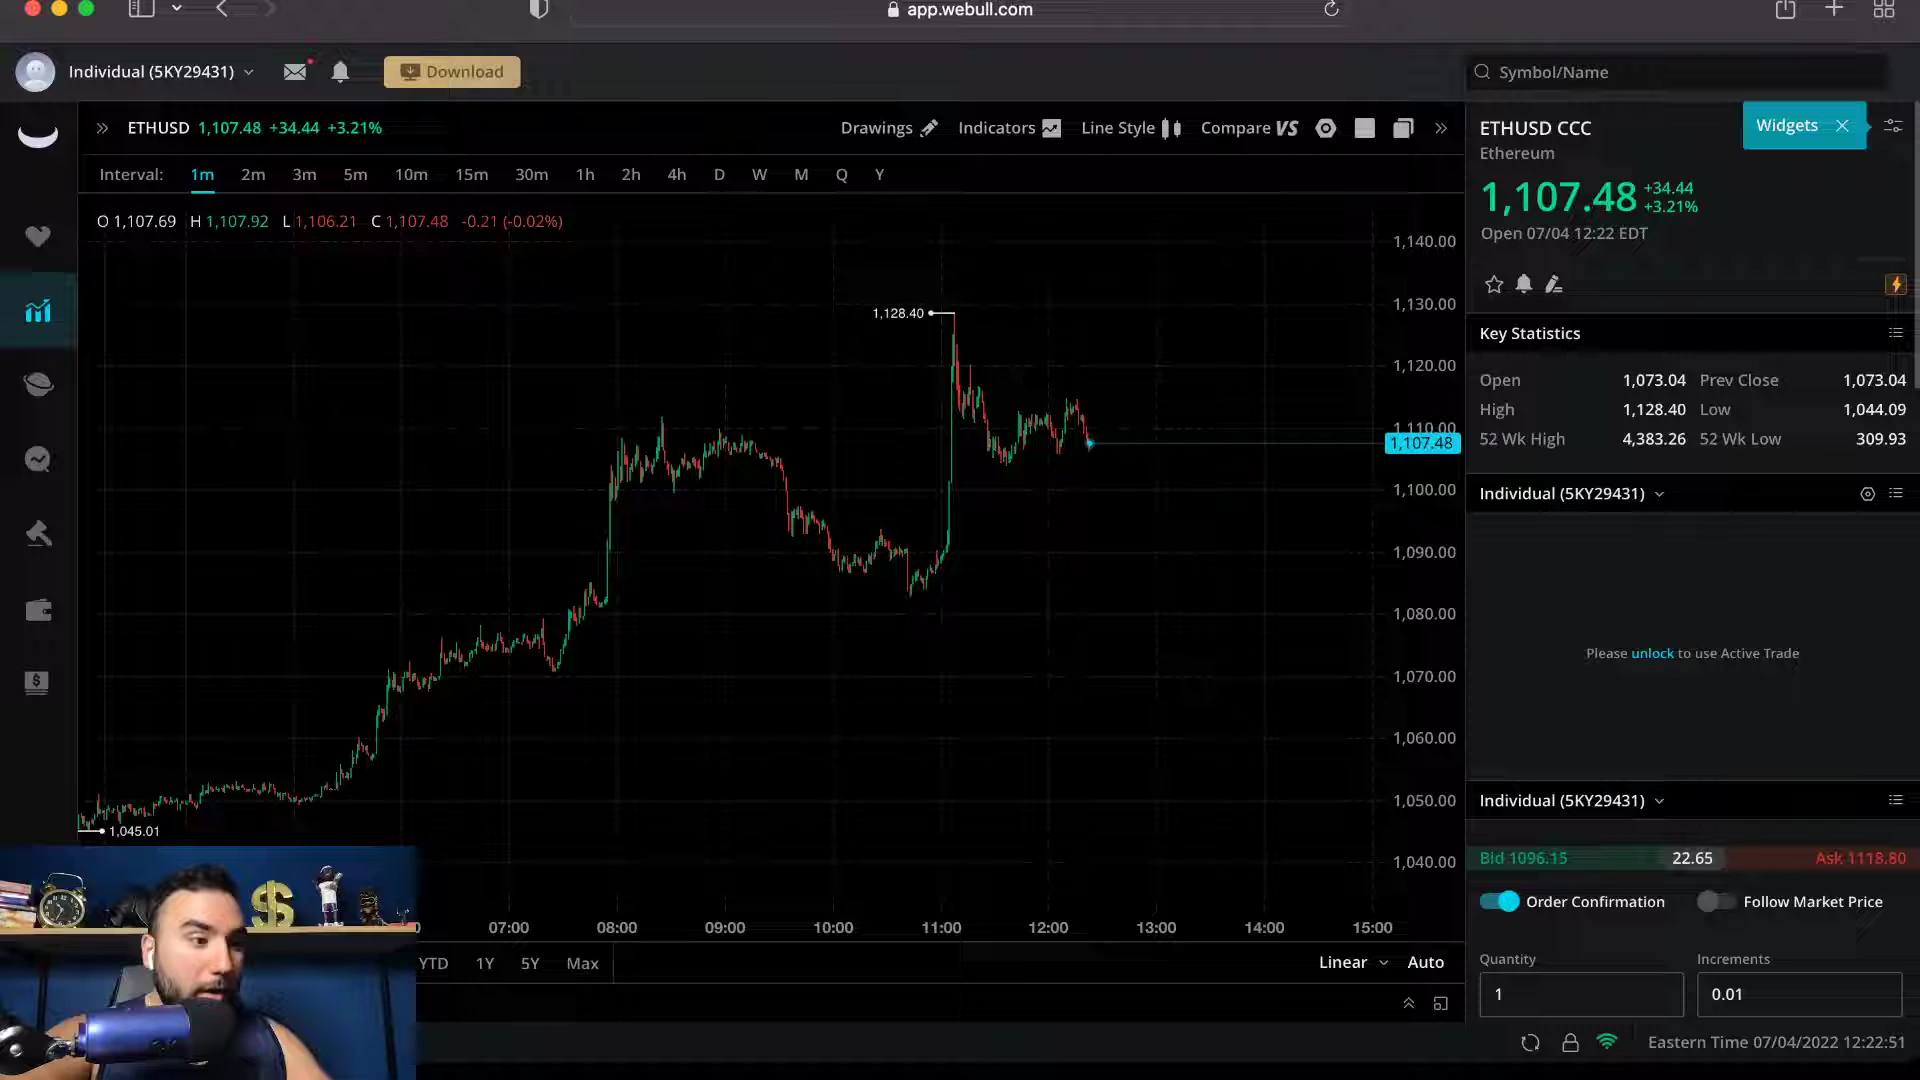 app.webull.com
Individual (5KY29431)
Download
Symbol/Name
ETHUSD 1,107.48 +34.44 +3.21%
Drawings
Indicators
Line Style
Compare VS
Interval: 1m 2m 3m 5m 10m 15m 30m 1h 2h 4h D W M Q Y
O 1,107.69 H 1,107.92 L 1,106.21 C 1,107.48 -0.21 (-0.02%)
1,140.00
1,130.00
1,120.00
1,110.00
1,107.48
1,100.00
1,090.00
1,080.00
1,070.00
1,060.00
1,050.00
1,040.00
1,128.40
1,045.01
07:00 08:00 09:00 10:00 11:00 12:00 13:00 14:00 15:00
YTD 1Y 5Y Max
Linear
Auto
ETHUSD CCC
Widgets
Ethereum
1,107.48 +34.44
+3.21%
Open 07/04 12:22 EDT
Key Statistics
Open 1,073.04 Prev Close 1,073.04
High 1,128.40 Low 1,044.09
52 Wk High 4,383.26 52 Wk Low 309.93
Individual (5KY29431)
Please unlock to use Active Trade
Individual (5KY29431)
Bid 1096.15 22.65 Ask 1118.80
Order Confirmation
Follow Market Price
Quantity Increments
1 0.01
Eastern Time 07/04/2022 12:22:51